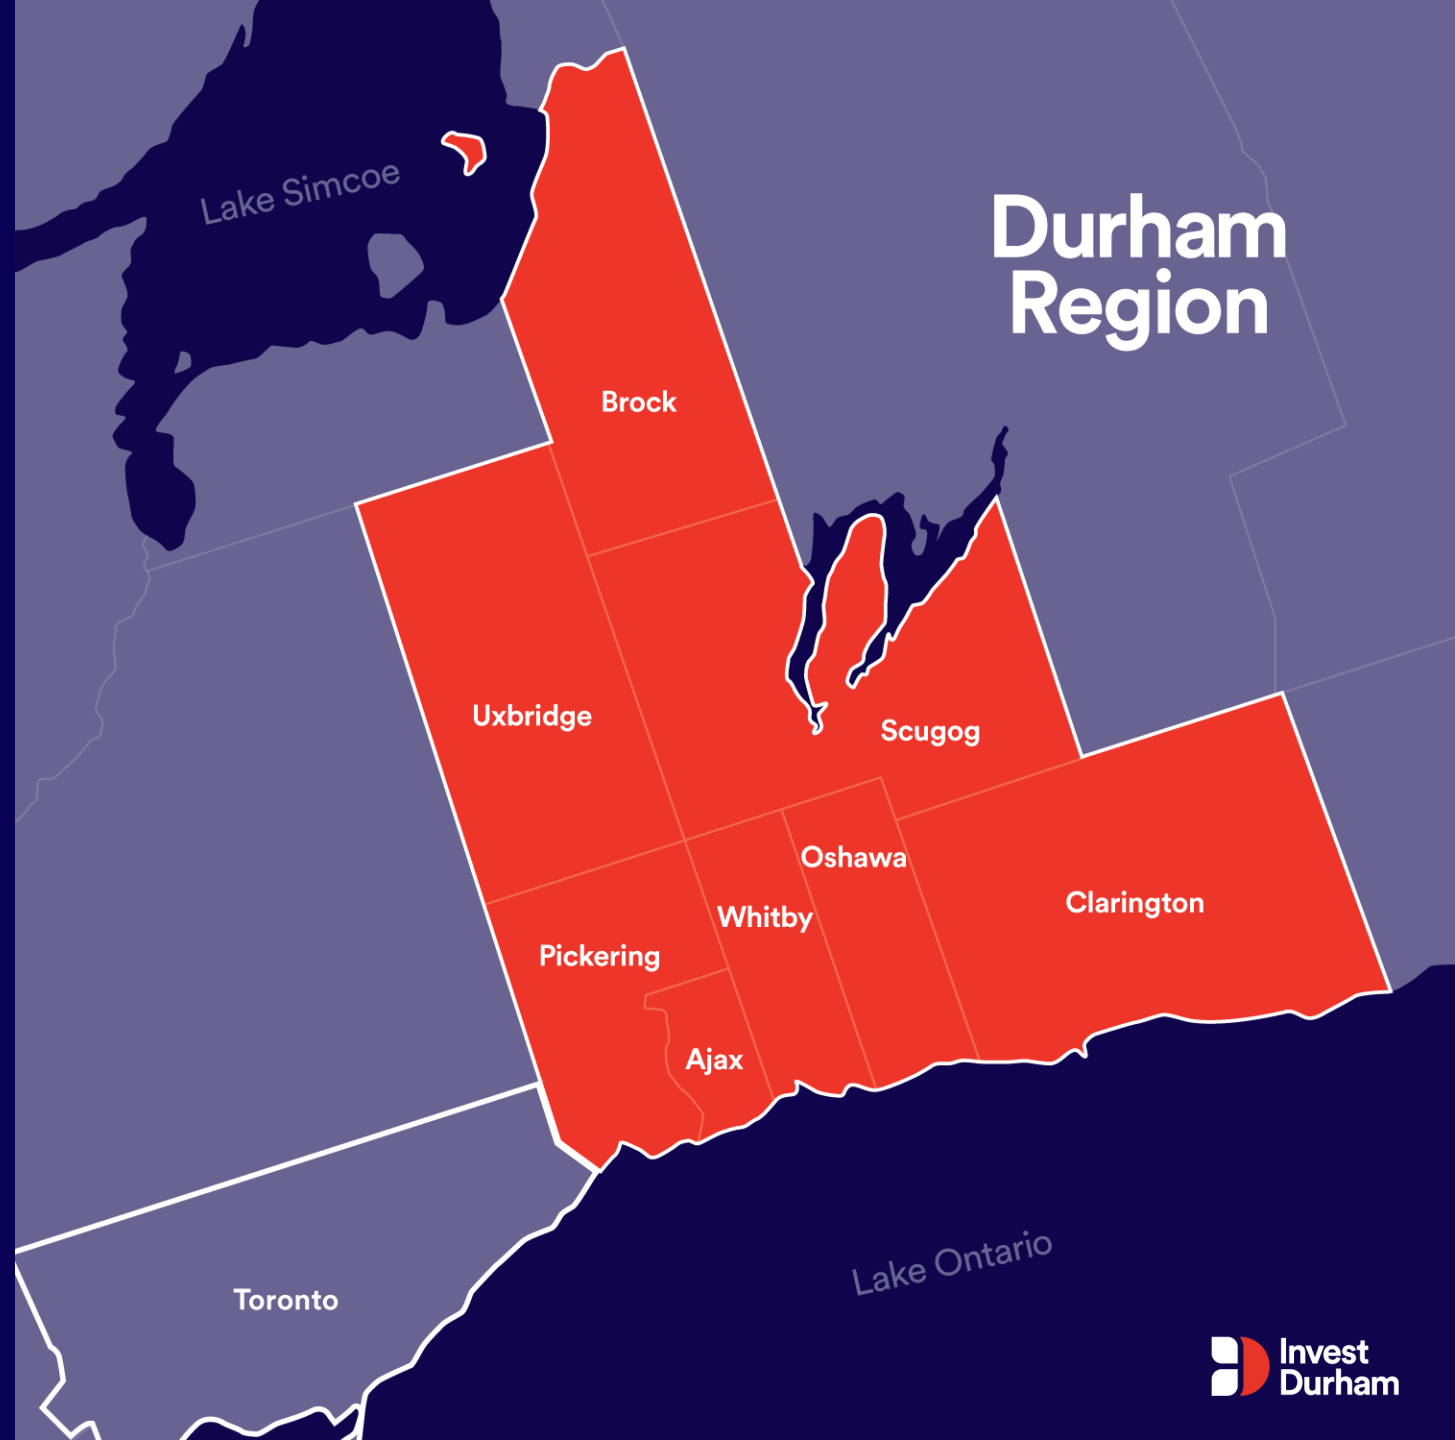 Lake Simcoe
Durham
Region
Brock
Uxbridge
Scugog
Oshawa
Clarington
Whitby
Pickering
Ajax
Lake Ontario
Toronto
Invest
Durham